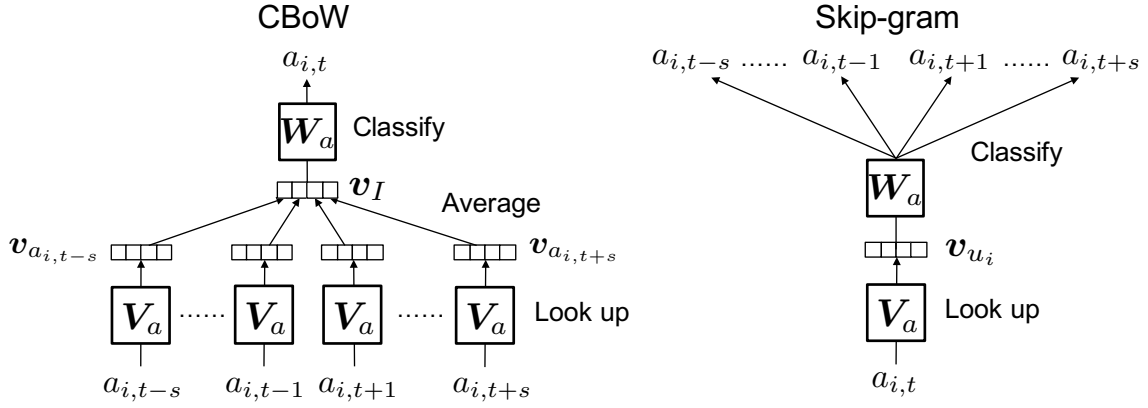 CBoW
a_{i,t}
W_a
Classify
v_I
Average
v_{a_{i,t-s}}
v_{a_{i,t+s}}
V_a ...... V_a V_a ...... V_a
Look up
a_{i,t-s} a_{i,t-1} a_{i,t+1} a_{i,t+s}
Skip-gram
a_{i,t-s} ...... a_{i,t-1} a_{i,t+1} ...... a_{i,t+s}
Classify
W_a
v_{u_i}
V_a
Look up
a_{i,t}